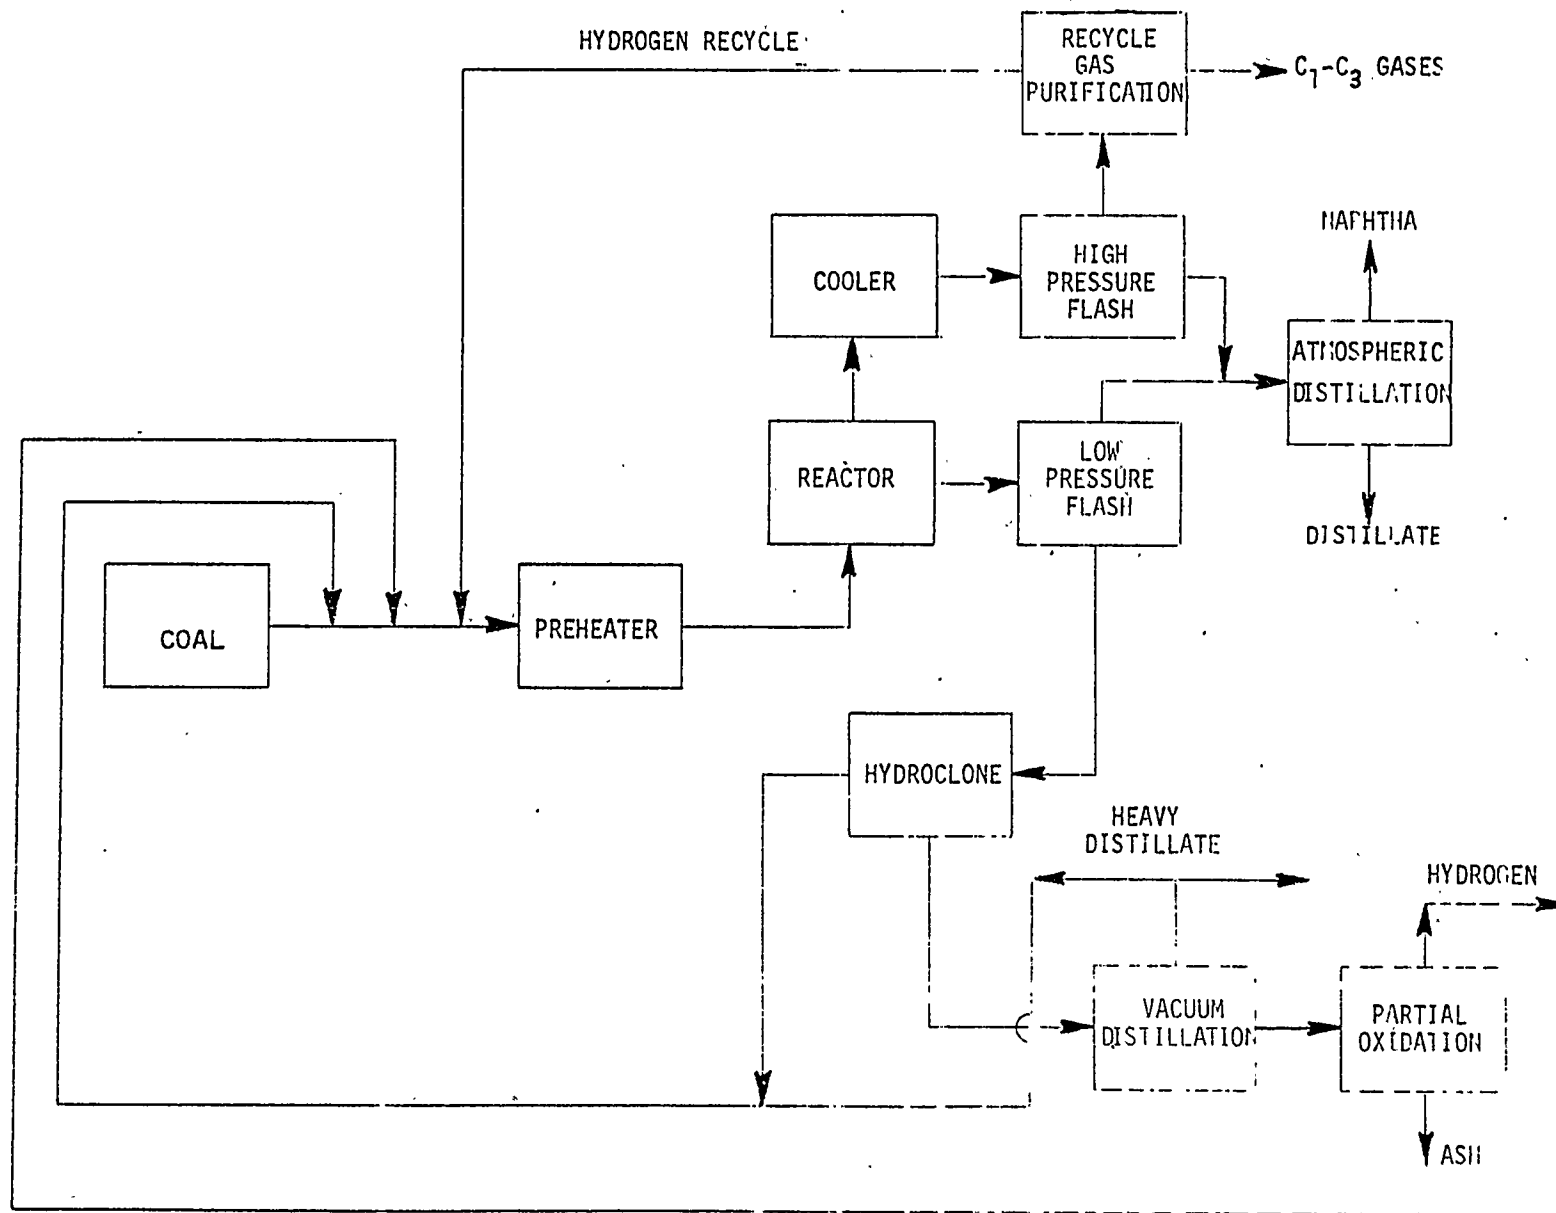 HYDROGEN RECYCLE
RECYCLE
GAS
PURIFICATION
C1-C3 GASES
COOLER
HIGH
PRESSURE
FLASH
NAPHTHA
ATMOSPHERIC
DISTILLATION
REACTOR
LOW
PRESSURE
FLASH
DISTILLATE
COAL
PREHEATER
HYDROCLONE
HEAVY
DISTILLATE
HYDROGEN
VACUUM
DISTILLATION
PARTIAL
OXIDATION
ASH